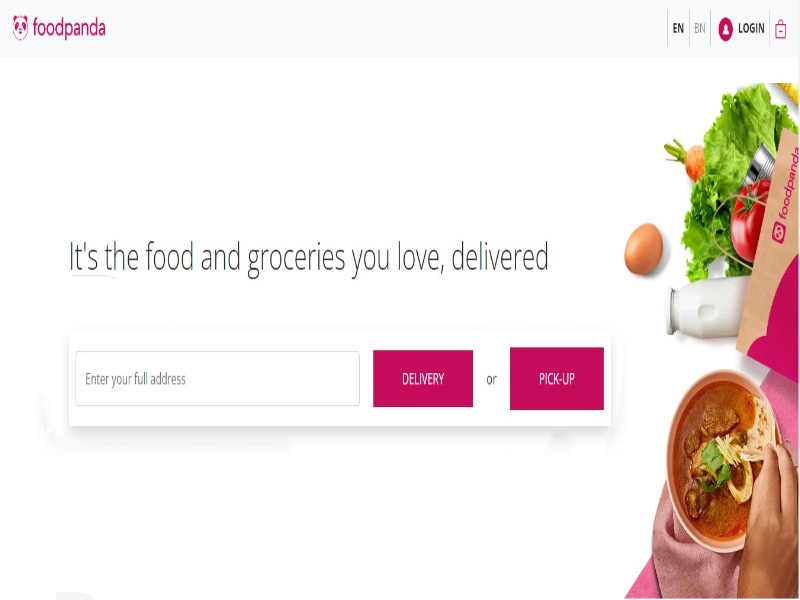 foodpanda
EN BN LOGIN
foodpanda
It's the food and groceries you love, delivered
Enter your full address DELIVERY or PICK-UP